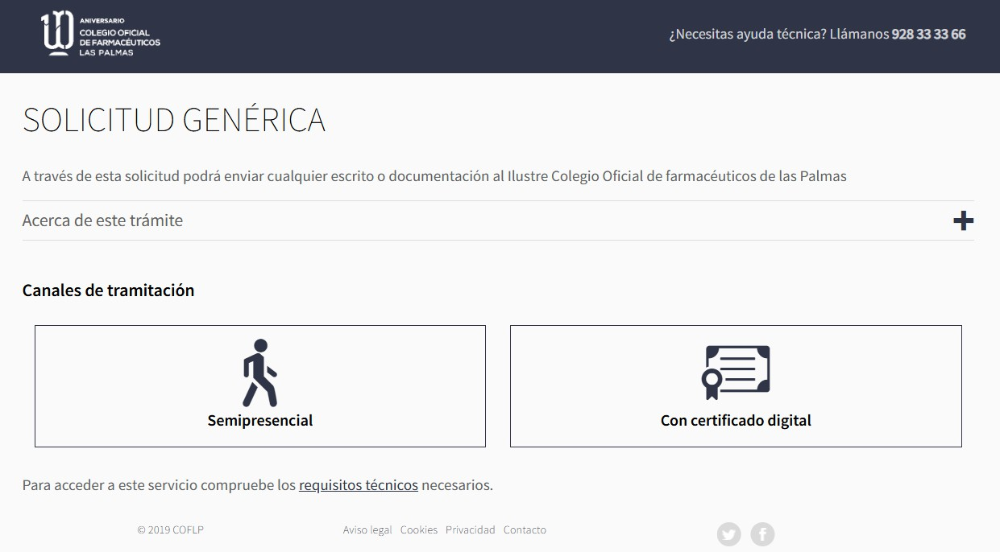 100
ANIVERSARIO
COLEGIO OFICIAL
DE FARMACÉUTICOS
LAS PALMAS
¿Necesitas ayuda técnica? Llámanos 928 33 33 66
SOLICITUD GENÉRICA
A través de esta solicitud podrá enviar cualquier escrito o documentación al Ilustre Colegio Oficial de farmacéuticos de las Palmas
Acerca de este trámite
Canales de tramitación
Semipresencial
Con certificado digital
Para acceder a este servicio compruebe los requisitos técnicos necesarios.
© 2019 COFLP
Aviso legal Cookies Privacidad Contacto